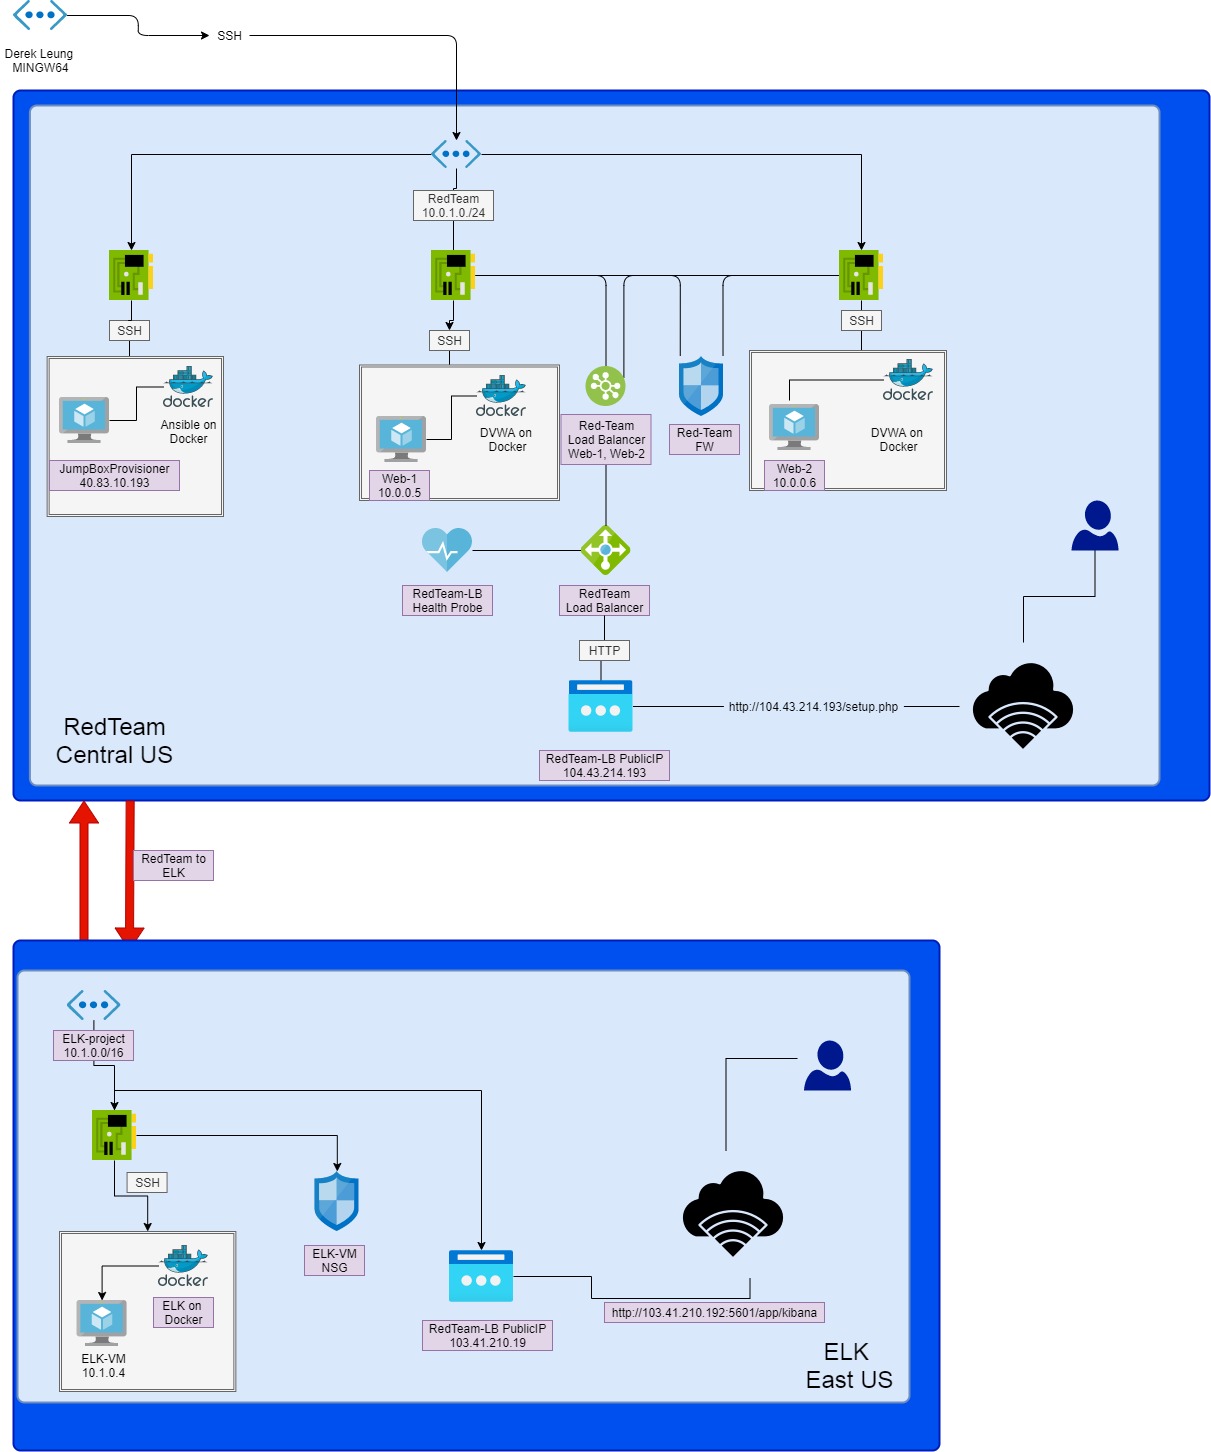 SSH
Derek Leung
MINGW64
RedTeam
10.0.1.0./24
SSH
SSH
SSH
docker
Ansible on
Docker
JumpBoxProvisioner
40.83.10.193
docker
DVWA on
Docker
Web-1
10.0.0.5
Red-Team
Load Balancer
Web-1, Web-2
Red-Team
FW
docker
DVWA on
Docker
Web-2
10.0.0.6
RedTeam-LB
Health Probe
RedTeam
Load Balancer
HTTP
http://104.43.214.193/setup.php
RedTeam-LB PublicIP
104.43.214.193
RedTeam
Central US
RedTeam to
ELK
ELK-project
10.1.0.0/16
SSH
docker
ELK on
Docker
ELK-VM
10.1.0.4
ELK-VM
NSG
RedTeam-LB PublicIP
103.41.210.19
http://103.41.210.192:5601/app/kibana
ELK
East US